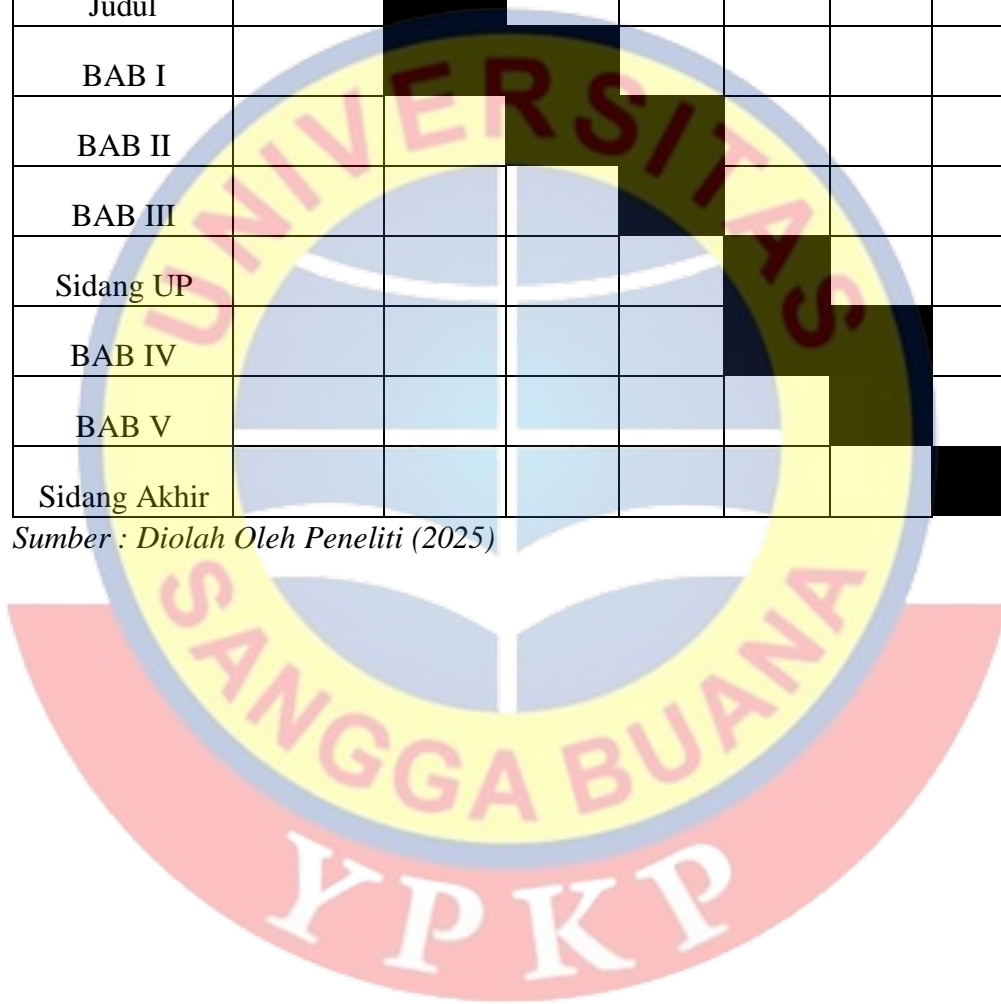 Judul
BAB I
BAB II
BAB III
Sidang UP
BAB IV
BAB V
Sidang Akhir
Sumber : Diolah Oleh Peneliti (2025)
UNIVERSITAS
SANGGA BUANA
YPKP